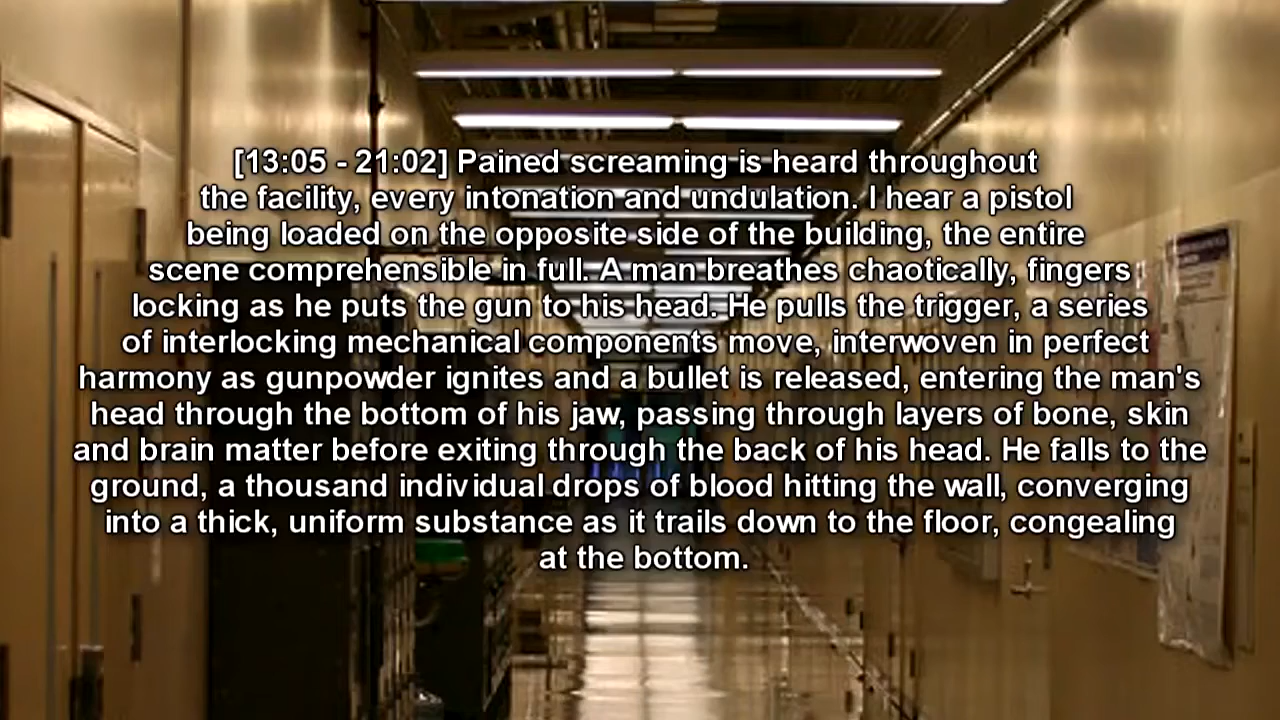 [13:05 - 21:02] Pained screaming is heard throughout
the facility, every intonation and undulation. I hear a pistol
being loaded on the opposite side of the building, the entire
scene comprehensible in full. A man breathes chaotically, fingers
locking as he puts the gun to his head. He pulls the trigger, a series
of interlocking mechanical components move, interwoven in perfect
harmony as gunpowder ignites and a bullet is released, entering the man's
head through the bottom of his jaw, passing through layers of bone, skin
and brain matter before exiting through the back of his head. He falls to the
ground, a thousand individual drops of blood hitting the wall, converging
into a thick, uniform substance as it trails down to the floor, congealing
at the bottom.